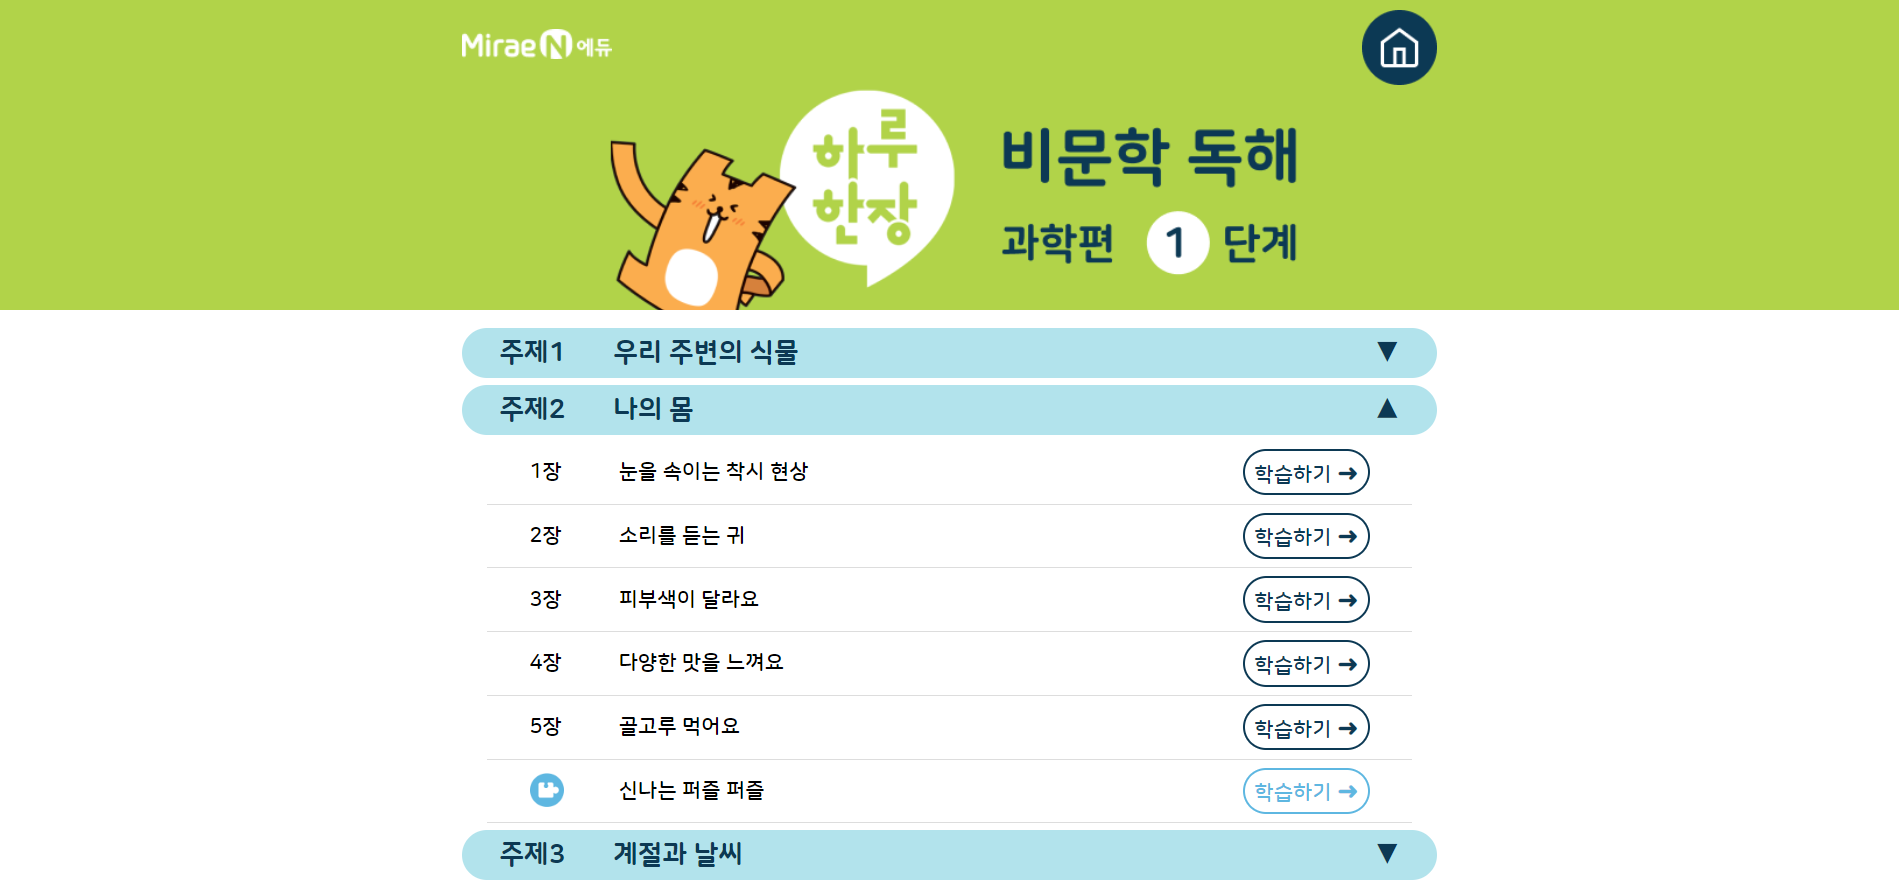 Mirae N 에듀
하루
한장
비문학 독해
과학편 1 단계
주제1 우리 주변의 식물 ▼
주제2 나의 몸 ▲
1장 눈을 속이는 착시 현상 학습하기 ➜
2장 소리를 듣는 귀 학습하기 ➜
3장 피부색이 달라요 학습하기 ➜
4장 다양한 맛을 느껴요 학습하기 ➜
5장 골고루 먹어요 학습하기 ➜
신나는 퍼즐 퍼즐 학습하기 ➜
주제3 계절과 날씨 ▼